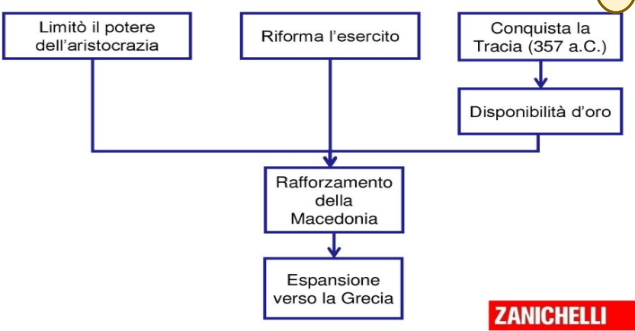 Limitò il potere
dell'aristocrazia
Riforma l'esercito
Conquista la
Tracia (357 a.C.)
Disponibilità d'oro
Rafforzamento
della
Macedonia
Espansione
verso la Grecia
ZANICHELLI